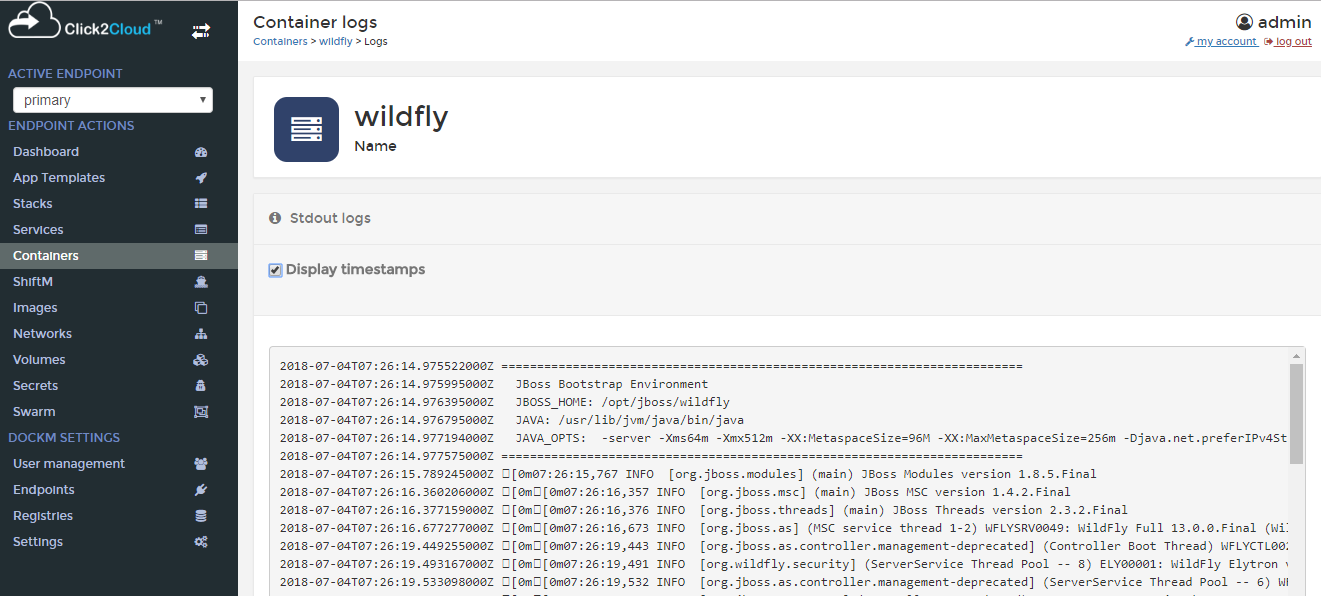 Click2Cloud™
ACTIVE ENDPOINT
primary
ENDPOINT ACTIONS
Dashboard
App Templates
Stacks
Services
Containers
ShiftM
Images
Networks
Volumes
Secrets
Swarm
DOCKM SETTINGS
User management
Endpoints
Registries
Settings
Container logs
Containers > wildfly > Logs
admin
my account log out
wildfly
Name
Stdout logs
Display timestamps
2018-07-04T07:26:14.975522000Z =========================================================================
2018-07-04T07:26:14.975995000Z   JBoss Bootstrap Environment
2018-07-04T07:26:14.976395000Z   JBOSS_HOME: /opt/jboss/wildfly
2018-07-04T07:26:14.976795000Z   JAVA: /usr/lib/jvm/java/bin/java
2018-07-04T07:26:14.977194000Z   JAVA_OPTS:  -server -Xms64m -Xmx512m -XX:MetaspaceSize=96M -XX:MaxMetaspaceSize=256m -Djava.net.preferIPv4St
2018-07-04T07:26:14.977575000Z =========================================================================
2018-07-04T07:26:15.789245000Z □[0m07:26:15,767 INFO  [org.jboss.modules] (main) JBoss Modules version 1.8.5.Final
2018-07-04T07:26:16.360206000Z □[0m□[0m07:26:16,357 INFO  [org.jboss.msc] (main) JBoss MSC version 1.4.2.Final
2018-07-04T07:26:16.377159000Z □[0m□[0m07:26:16,376 INFO  [org.jboss.threads] (main) JBoss Threads version 2.3.2.Final
2018-07-04T07:26:16.677277000Z □[0m□[0m07:26:16,673 INFO  [org.jboss.as] (MSC service thread 1-2) WFLYSRV0049: WildFly Full 13.0.0.Final (Wil
2018-07-04T07:26:19.449255000Z □[0m□[0m07:26:19,443 INFO  [org.jboss.as.controller.management-deprecated] (Controller Boot Thread) WFLYCTL002
2018-07-04T07:26:19.493167000Z □[0m□[0m07:26:19,491 INFO  [org.wildfly.security] (ServerService Thread Pool -- 8) ELY00001: WildFly Elytron v
2018-07-04T07:26:19.533098000Z □[0m□[0m07:26:19,532 INFO  [org.jboss.as.controller.management-deprecated] (ServerService Thread Pool -- 6) WF